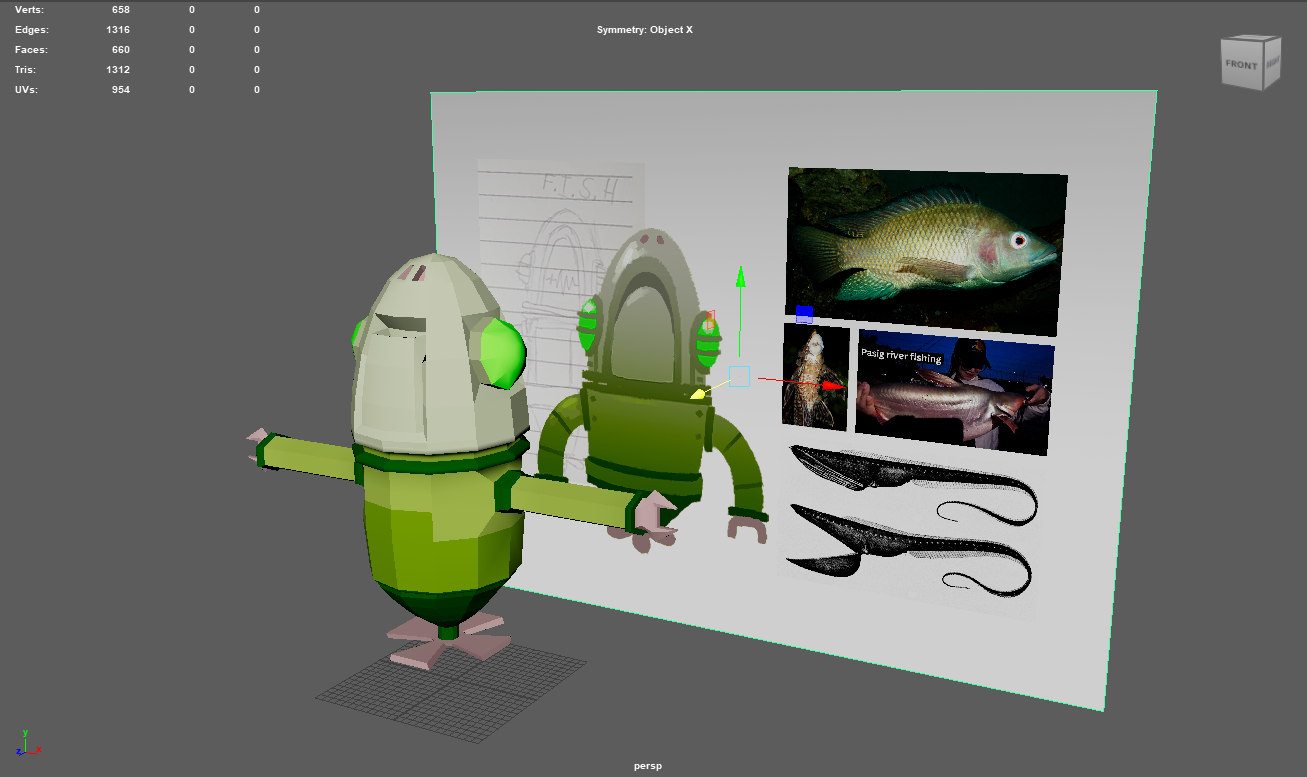 Verts: 658 0 0
Edges: 1316 0 0
Faces: 660 0 0
Tris: 1312 0 0
UVs: 954 0 0
Symmetry: Object X
FRONT
F.I.S.H
Pasig river fishing
y
z x
persp